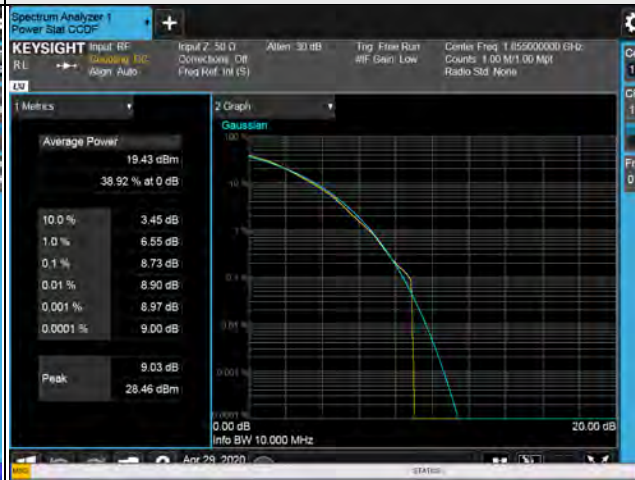 Spectrum Analyzer 1
Power Stat CCDF
KEYSIGHT
RL
Input: RF
Coupling: DC
Align: Auto
Input Z: 50 Ω
Corrections: Off
Freq Ref: Int (S)
Atten: 30 dB
Trig: Free Run
#IF Gain: Low
Center Freq: 1.855000000 GHz
Counts: 1.00 M/1.00 Mpt
Radio Std: None
1 Metrics
Average Power
19.43 dBm
38.92 % at 0 dB
10.0 % 3.45 dB
1.0 % 6.55 dB
0.1 % 8.73 dB
0.01 % 8.90 dB
0.001 % 8.97 dB
0.0001 % 9.00 dB
Peak
9.03 dB
28.46 dBm
2 Graph
Gaussian
100 %
10 %
1 %
0.1 %
0.01 %
0.001 %
0.0001 %
0.00 dB
20.00 dB
Info BW 10.000 MHz
Apr 29, 2020
MSG
STATUS